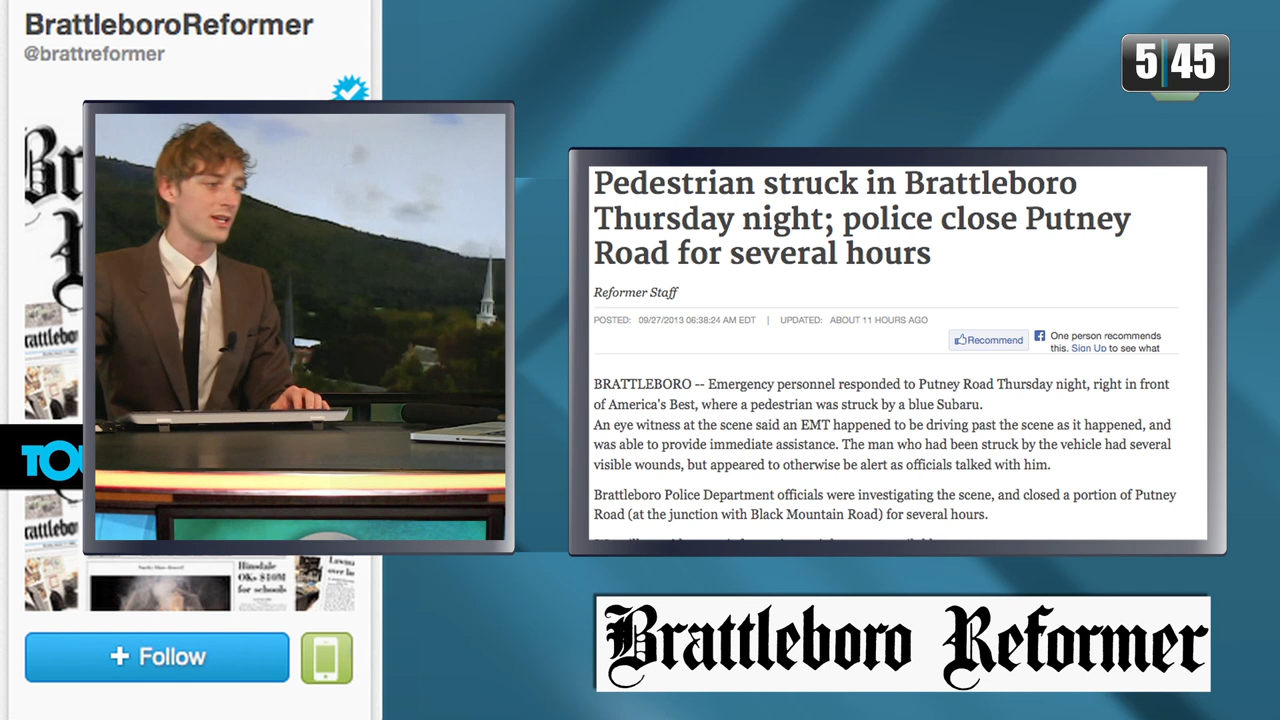 BrattleboroReformer
@brattreformer
5 45
Pedestrian struck in Brattleboro
Thursday night; police close Putney
Road for several hours
Reformer Staff
POSTED: 09/27/2013 06:38:24 AM EDT | UPDATED: ABOUT 11 HOURS AGO
Recommend
One person recommends
this. Sign Up to see what
BRATTLEBORO -- Emergency personnel responded to Putney Road Thursday night, right in front
of America's Best, where a pedestrian was struck by a blue Subaru.
An eye witness at the scene said an EMT happened to be driving past the scene as it happened, and
was able to provide immediate assistance. The man who had been struck by the vehicle had several
visible wounds, but appeared to otherwise be alert as officials talked with him.
Brattleboro Police Department officials were investigating the scene, and closed a portion of Putney
Road (at the junction with Black Mountain Road) for several hours.
Hinsdale
OKs $10M
for schools
+ Follow
Brattleboro Reformer